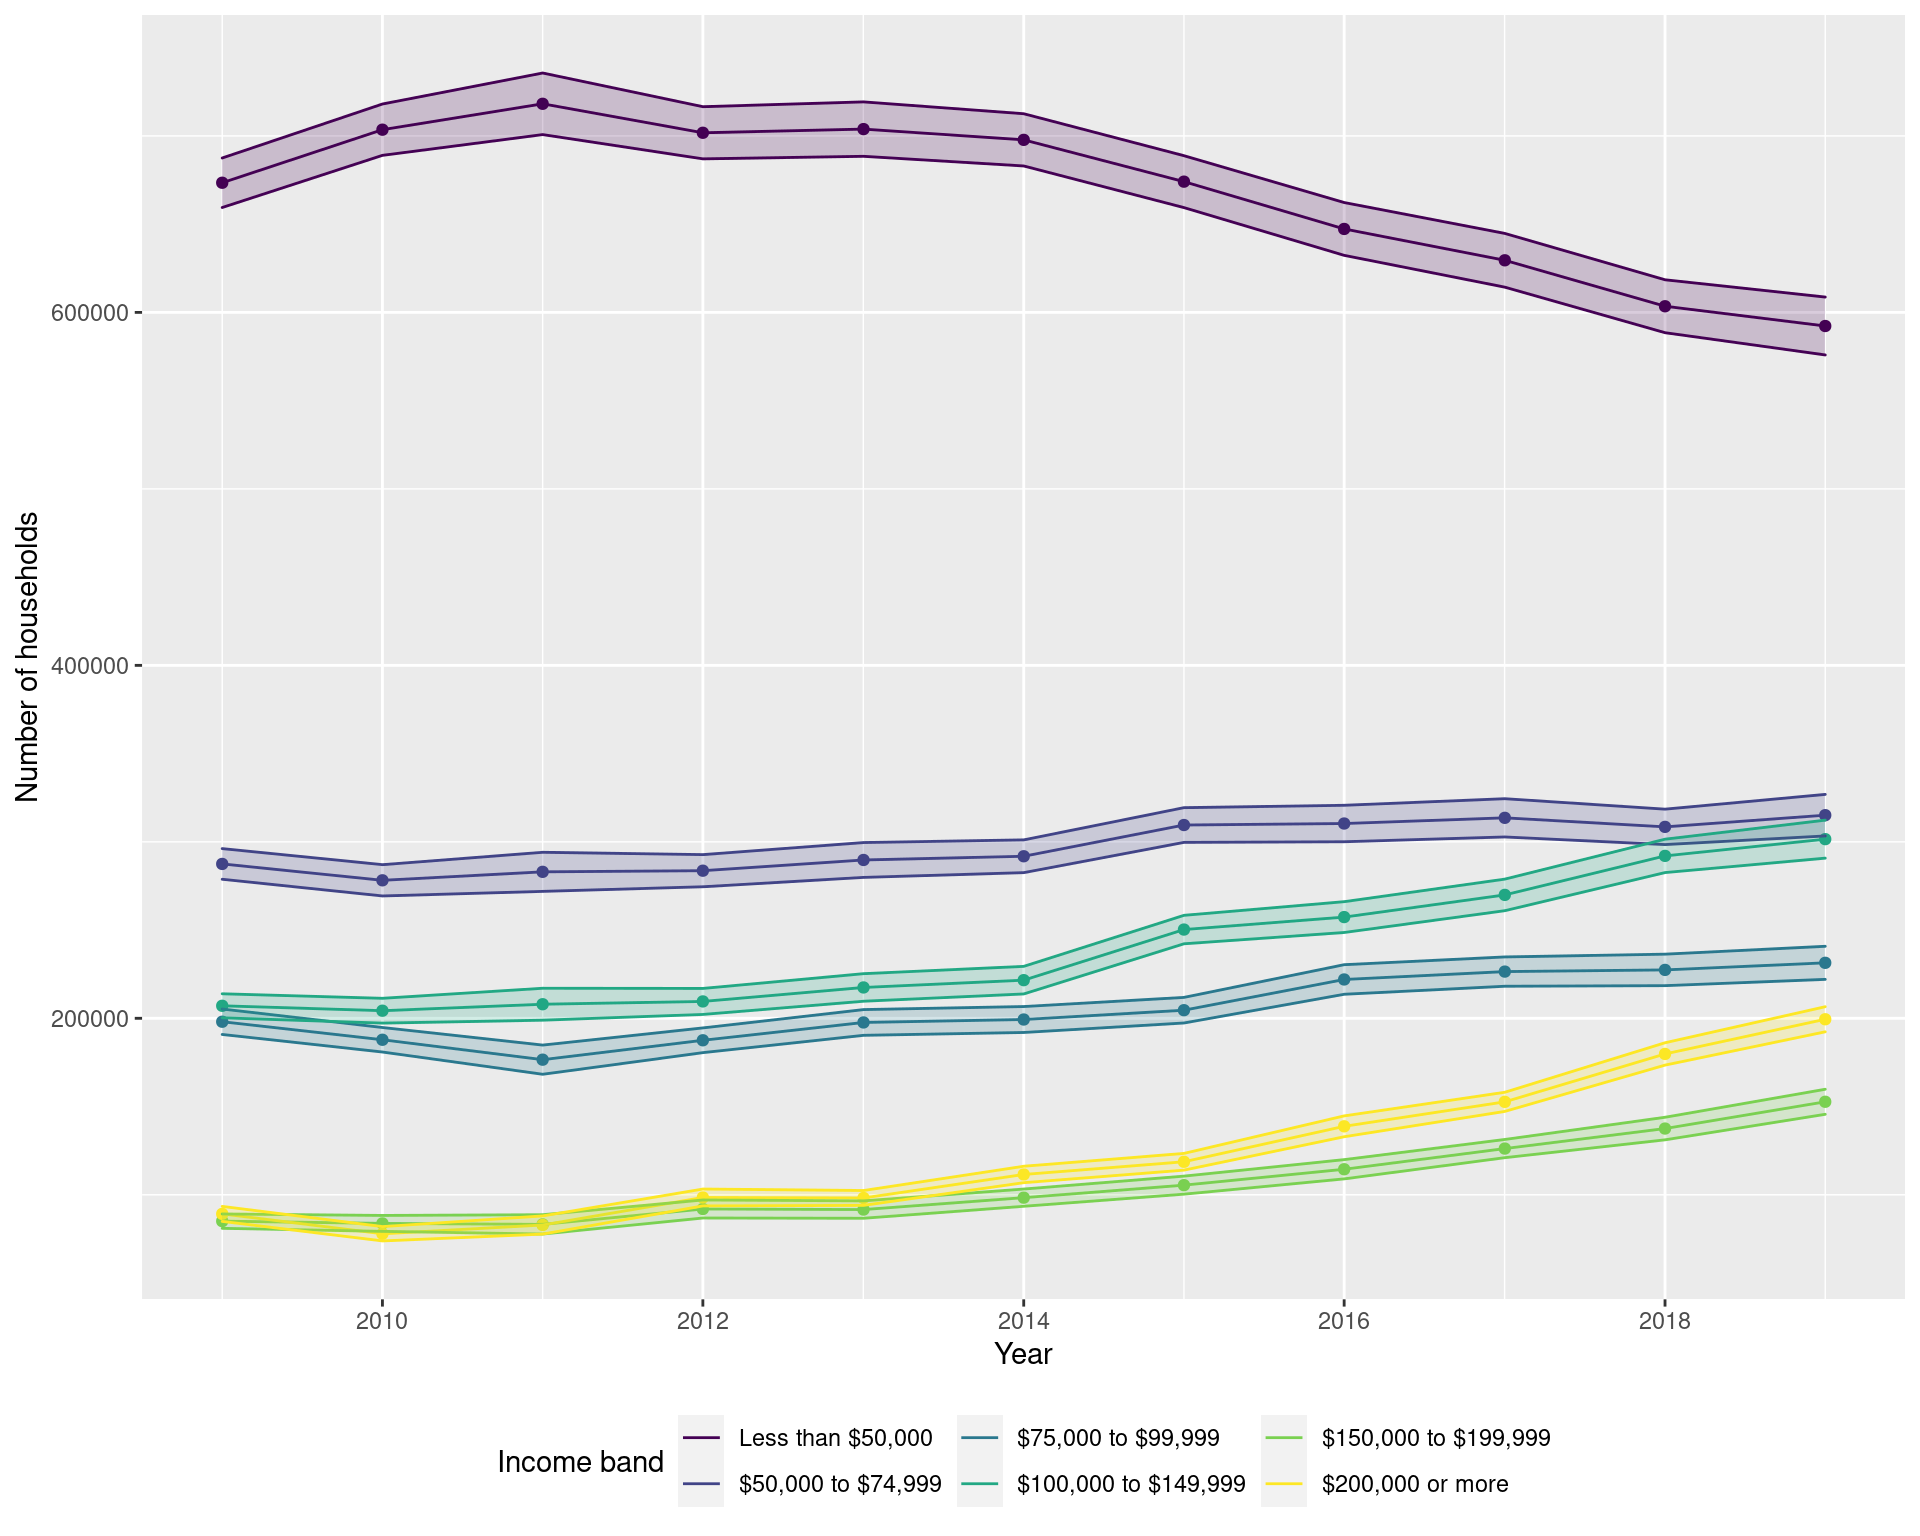 Number of households
600000
400000
200000
2010
2012
2014
2016
2018
Year
Income band
Less than $50,000
$50,000 to $74,999
$75,000 to $99,999
$100,000 to $149,999
$150,000 to $199,999
$200,000 or more